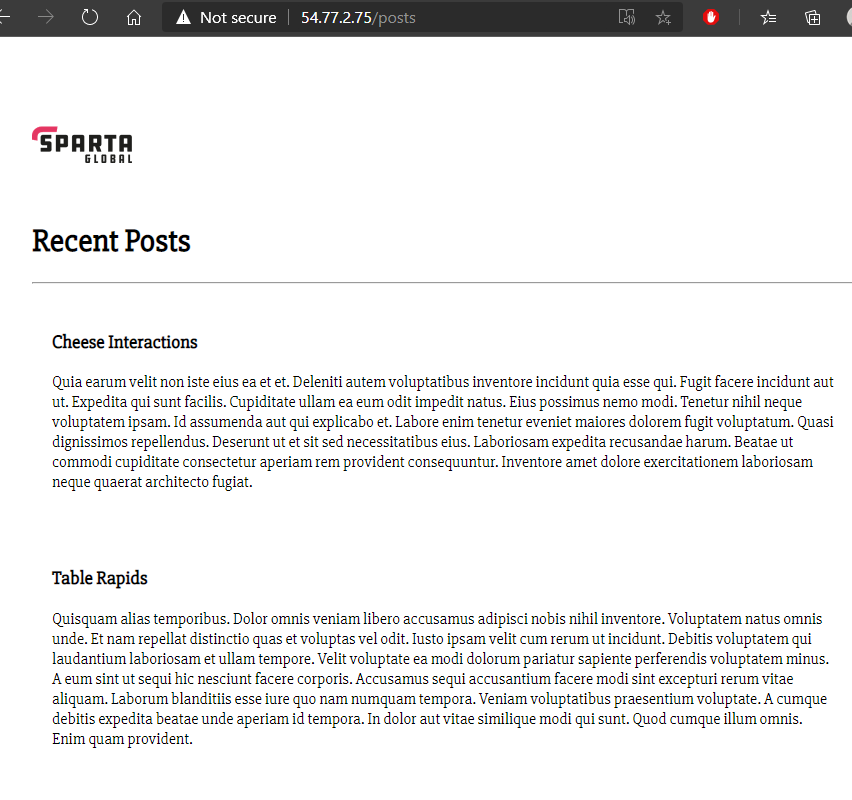 Not secure
54.77.2.75/posts
SPARTA
GLOBAL
Recent Posts
Cheese Interactions
Quia earum velit non iste eius ea et et. Deleniti autem voluptatibus inventore incidunt quia esse qui. Fugit facere incidunt aut
ut. Expedita qui sunt facilis. Cupiditate ullam ea eum odit impedit natus. Eius possimus nemo modi. Tenetur nihil neque
voluptatem ipsam. Id assumenda aut qui explicabo et. Labore enim tenetur eveniet maiores dolorem fugit voluptatum. Quasi
dignissimos repellendus. Deserunt ut et sit sed necessitatibus eius. Laboriosam expedita recusandae harum. Beatae ut
commodi cupiditate consectetur aperiam rem provident consequuntur. Inventore amet dolore exercitationem laboriosam
neque quaerat architecto fugiat.
Table Rapids
Quisquam alias temporibus. Dolor omnis veniam libero accusamus adipisci nobis nihil inventore. Voluptatem natus omnis
unde. Et nam repellat distinctio quas et voluptas vel odit. Iusto ipsam velit cum rerum ut incidunt. Debitis voluptatem qui
laudantium laboriosam et ullam tempore. Velit voluptate ea modi dolorum pariatur sapiente perferendis voluptatem minus.
A eum sint ut sequi hic nesciunt facere corporis. Accusamus sequi accusantium facere modi sint excepturi rerum vitae
aliquam. Laborum blanditiis esse iure quo nam numquam tempora. Veniam voluptatibus praesentium voluptate. A cumque
debitis expedita beatae unde aperiam id tempora. In dolor aut vitae similique modi qui sunt. Quod cumque illum omnis.
Enim quam provident.